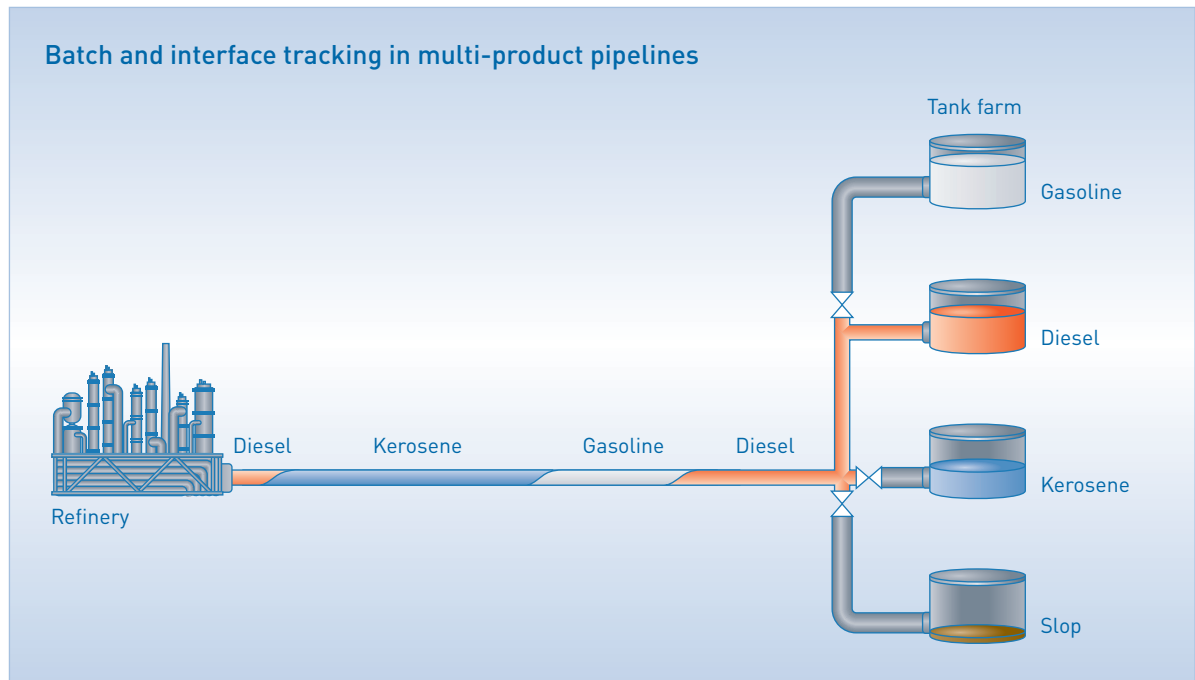 Batch and interface tracking in multi-product pipelines
Tank farm
Gasoline
Diesel
Diesel
Kerosene
Gasoline
Diesel
Kerosene
Refinery
Slop